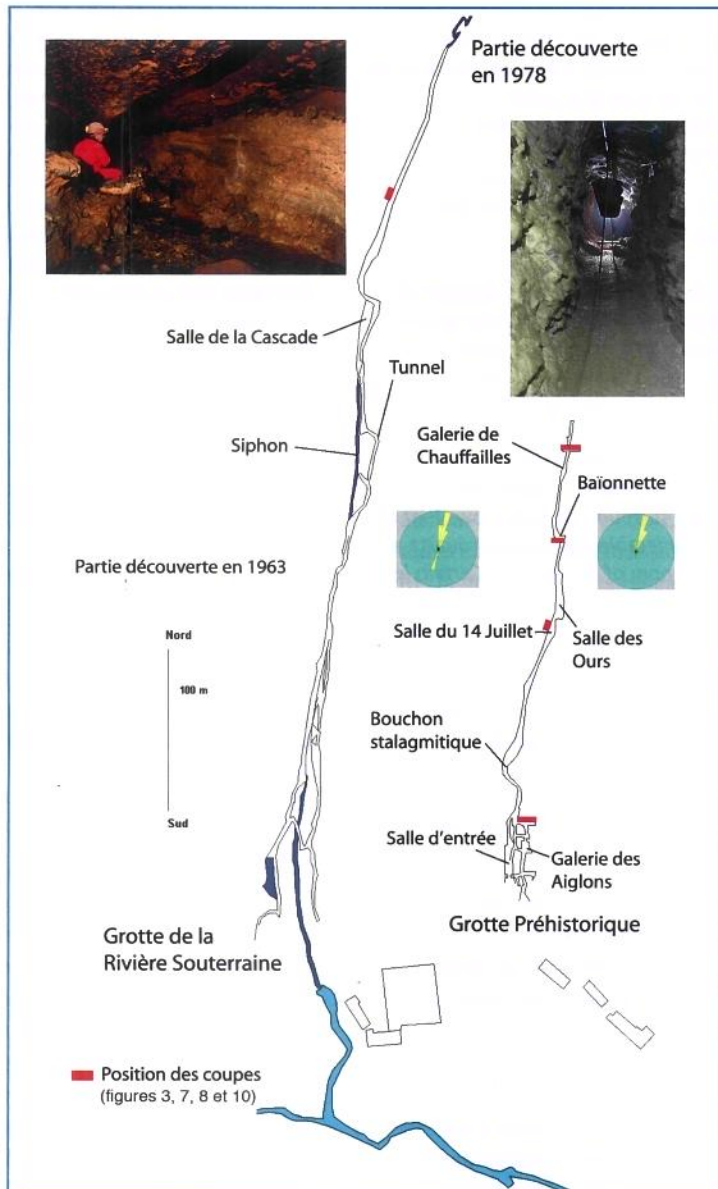 Partie découverte
en 1978
Salle de la Cascade
Tunnel
Siphon
Galerie de
Chauffailles
Baïonnette
Partie découverte en 1963
Salle du 14 Juillet
Salle des
Ours
Nord
100 m
Sud
Bouchon
stalagmitique
Salle d'entrée
Galerie des
Aiglons
Grotte de la
Rivière Souterraine
Grotte Préhistorique
Position des coupes
(figures 3, 7, 8 et 10)